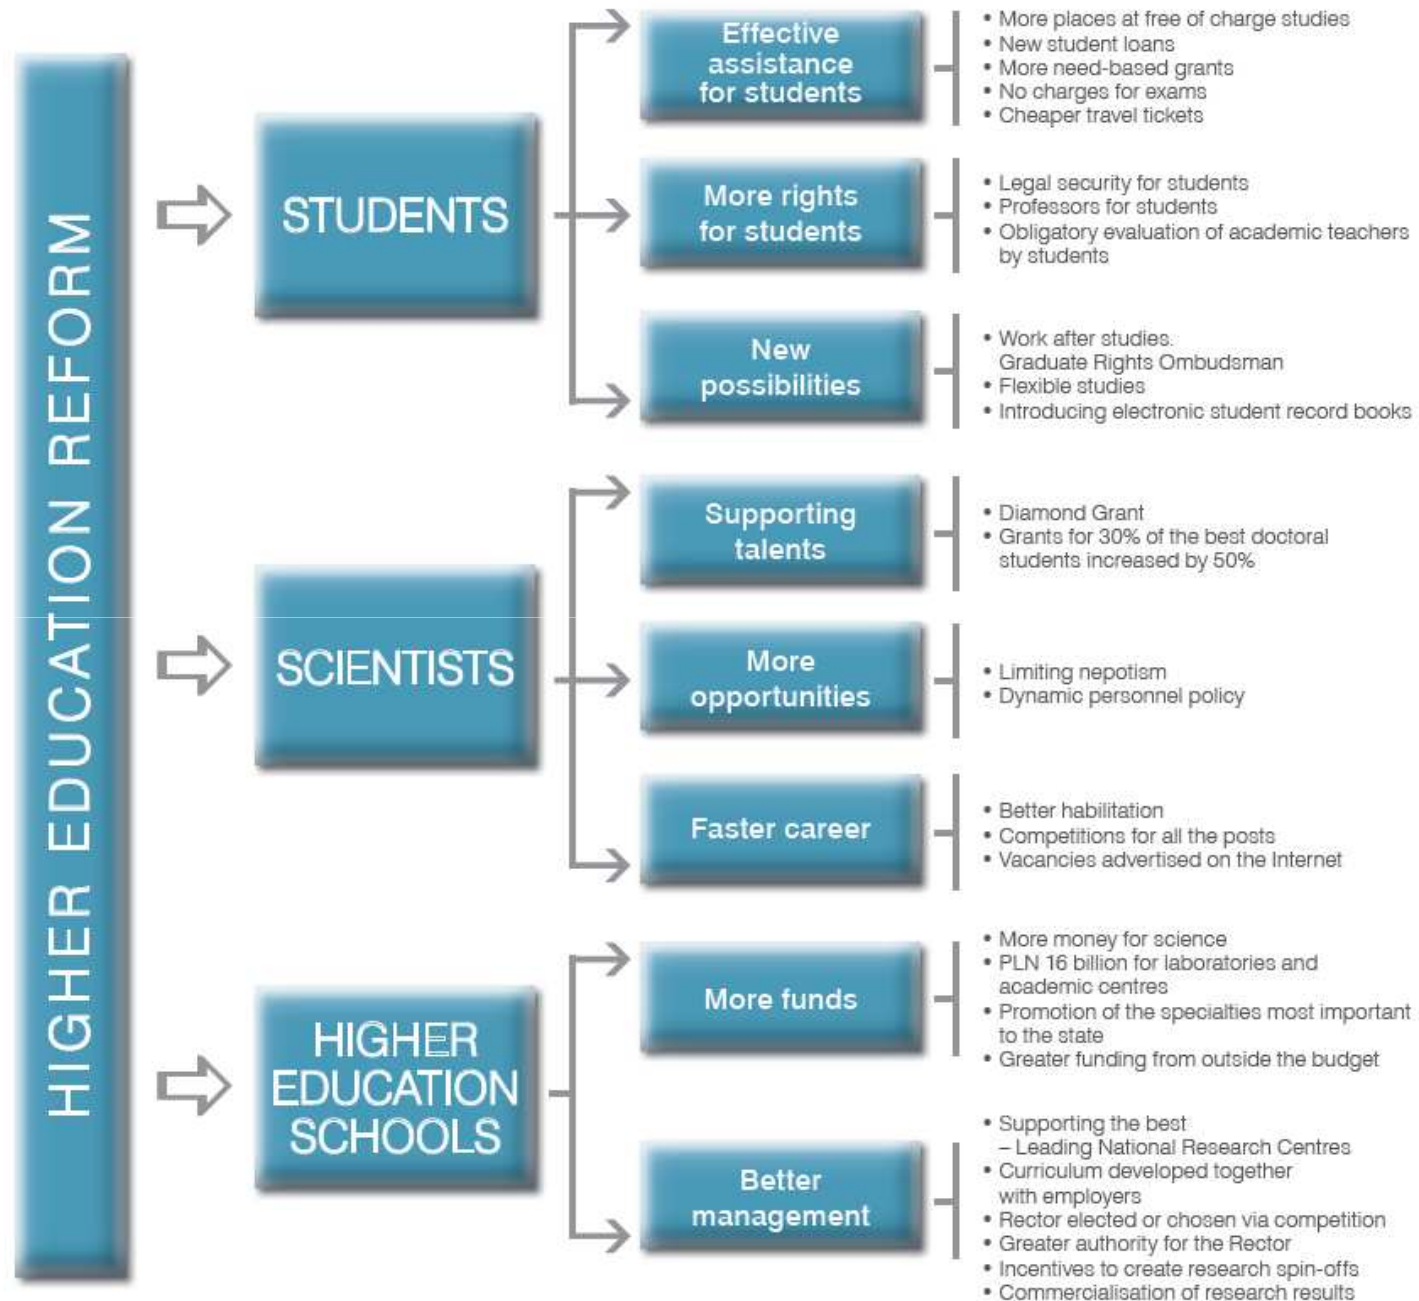 HIGHER EDUCATION REFORM
STUDENTS
Effective
assistance
for students
• More places at free of charge studies
• New student loans
• More need-based grants
• No charges for exams
• Cheaper travel tickets
More rights
for students
• Legal security for students
• Professors for students
• Obligatory evaluation of academic teachers
by students
New
possibilities
• Work after studies.
Graduate Rights Ombudsman
• Flexible studies
• Introducing electronic student record books
SCIENTISTS
Supporting
talents
• Diamond Grant
• Grants for 30% of the best doctoral
students increased by 50%
More
opportunities
• Limiting nepotism
• Dynamic personnel policy
Faster career
• Better habilitation
• Competitions for all the posts
• Vacancies advertised on the Internet
HIGHER
EDUCATION
SCHOOLS
More funds
• More money for science
• PLN 16 billion for laboratories and
academic centres
• Promotion of the specialties most important
to the state
• Greater funding from outside the budget
Better
management
• Supporting the best
– Leading National Research Centres
• Curriculum developed together
with employers
• Rector elected or chosen via competition
• Greater authority for the Rector
• Incentives to create research spin-offs
• Commercialisation of research results